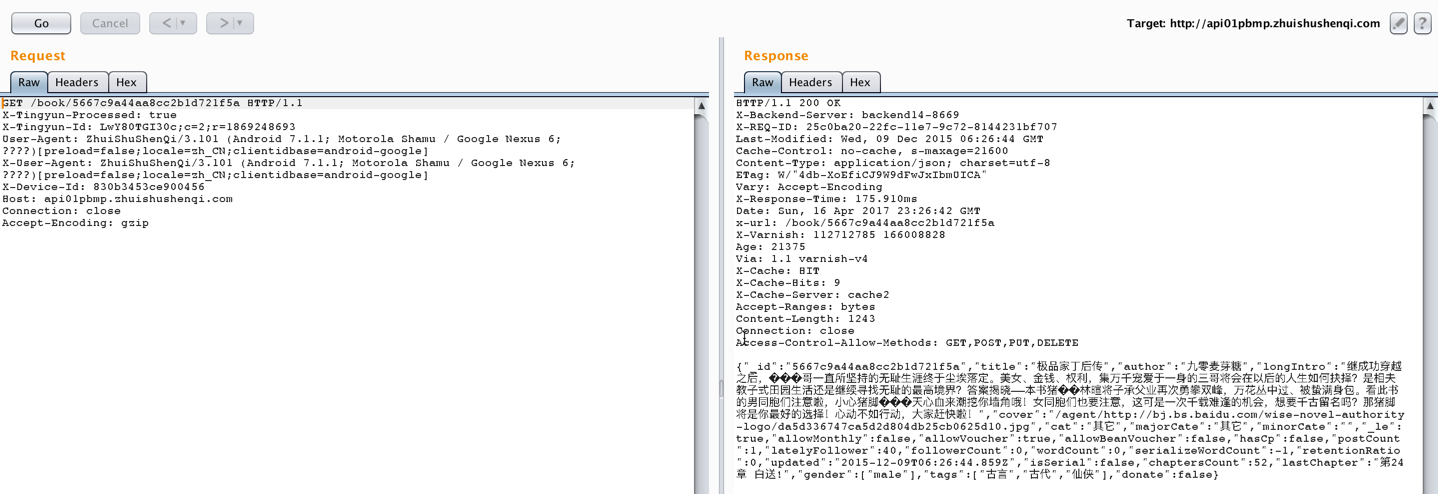 Go
Cancel
<
>
Target: http://api01pbmp.zhuishushenqi.com
?
Request
Raw
Headers
Hex
GET /book/5667c9a44aa8cc2b1d721f5a HTTP/1.1
X-Tingyun-Processed: true
X-Tingyun-Id: LwY80TGI30c;c=2;r=1869248693
User-Agent: ZhuiShuShenQi/3.101 (Android 7.1.1; Motorola Shamu / Google Nexus 6;
????)[preload=false;locale=zh_CN;clientidbase=android-google]
X-User-Agent: ZhuiShuShenQi/3.101 (Android 7.1.1; Motorola Shamu / Google Nexus 6;
????)[preload=false;locale=zh_CN;clientidbase=android-google]
X-Device-Id: 830b3453ce900456
Host: api01pbmp.zhuishushenqi.com
Connection: close
Accept-Encoding: gzip
Response
Raw
Headers
Hex
HTTP/1.1 200 OK
X-Backend-Server: backend14-8669
X-REQ-ID: 25c0ba20-22fc-11e7-9c72-8144231bf707
Last-Modified: Wed, 09 Dec 2015 06:26:44 GMT
Cache-Control: no-cache, s-maxage=21600
Content-Type: application/json; charset=utf-8
ETag: W/"4db-XoEfiCJ9W9dFwJxIbmUICA"
Vary: Accept-Encoding
X-Response-Time: 175.910ms
Date: Sun, 16 Apr 2017 23:26:42 GMT
x-url: /book/5667c9a44aa8cc2b1d721f5a
X-Varnish: 112712785 166008828
Age: 21375
Via: 1.1 varnish-v4
X-Cache: HIT
X-Cache-Hits: 9
X-Cache-Server: cache2
Accept-Ranges: bytes
Content-Length: 1243
Connection: close
Access-Control-Allow-Methods: GET,POST,PUT,DELETE
{"_id":"5667c9a44aa8cc2b1d721f5a","title":"极品家丁后传","author":"九零麦芽糖","longIntro":"继成功穿越
之后，���哥一直所坚持的无耻生涯终于尘埃落定。美女、金钱、权利，集万千宠爱于一身的三哥将会在以后的人生如何抉择？是相夫
教子式田园生活还是继续寻找无耻的最高境界？答案揭晓——本书猪��林暄将子承父业再次勇攀双峰，万花丛中过、被蛰满身包。看此书
的男同胞们注意啦，小心猪脚���天心血来潮挖你墙角哦！女同胞们也要注意，这可是一次千载难逢的机会，想要千古留名吗？那猪脚
将是你最好的选择！心动不如行动，大家赶快啦！","cover":"/agent/http://bj.bs.baidu.com/wise-novel-authority
-logo/da5d336747ca5d2d804db25cb0625d10.jpg","cat":"其它","majorCate":"其它","minorCate":"","_le":
true,"allowMonthly":false,"allowVoucher":true,"allowBeanVoucher":false,"hasCp":false,"postCount
":1,"latelyFollower":40,"followerCount":0,"wordCount":0,"serializeWordCount":-1,"retentionRatio
":0,"updated":"2015-12-09T06:26:44.859Z","isSerial":false,"chaptersCount":52,"lastChapter":"第24
章 白送!","gender":["male"],"tags":["古言","古代","仙侠"],"donate":false}